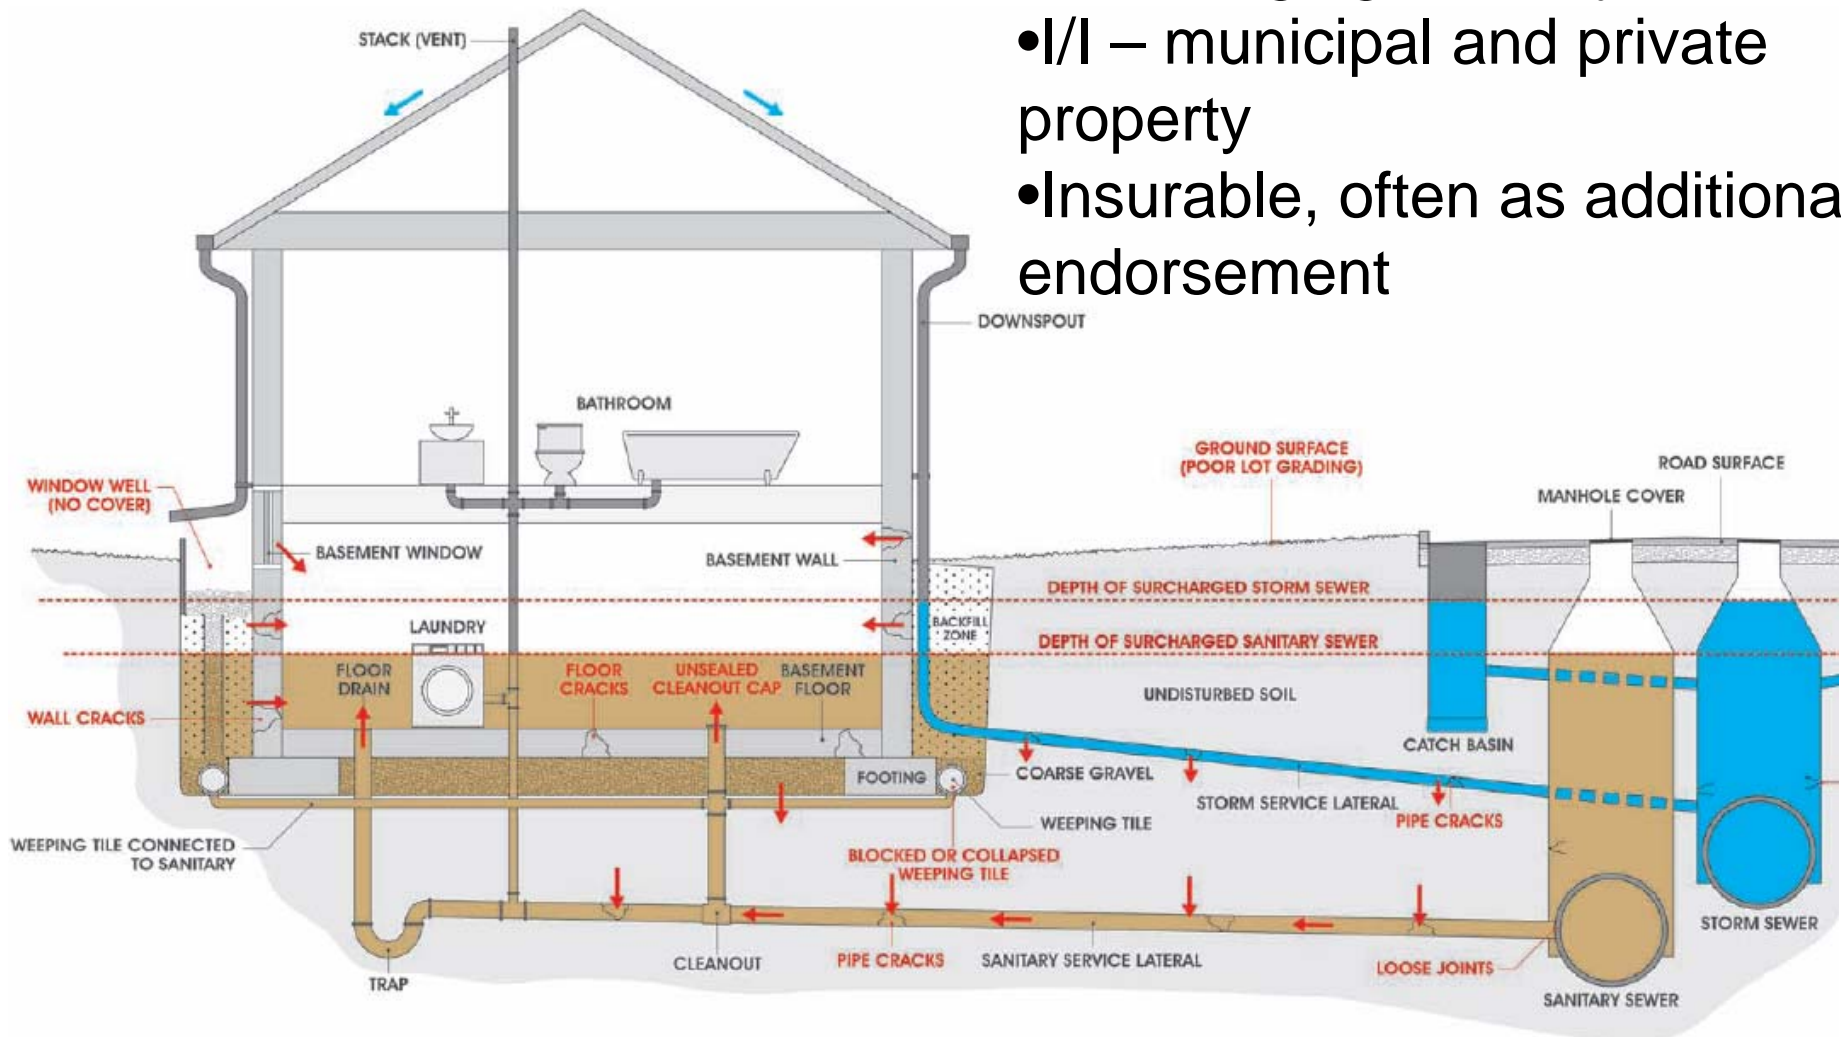 •I/I – municipal and private
property
•Insurable, often as additiona
endorsement
STACK (VENT)
DOWNSPOUT
BATHROOM
GROUND SURFACE
(POOR LOT GRADING)
ROAD SURFACE
MANHOLE COVER
WINDOW WELL
(NO COVER)
BASEMENT WINDOW
BASEMENT WALL
DEPTH OF SURCHARGED STORM SEWER
LAUNDRY
BACKFILL
ZONE
DEPTH OF SURCHARGED SANITARY SEWER
FLOOR
DRAIN
FLOOR
CRACKS
UNSEALED
CLEANOUT CAP
BASEMENT
FLOOR
UNDISTURBED SOIL
WALL CRACKS
CATCH BASIN
FOOTING
COARSE GRAVEL
STORM SERVICE LATERAL
PIPE CRACKS
WEEPING TILE
WEEPING TILE CONNECTED
TO SANITARY
BLOCKED OR COLLAPSED
WEEPING TILE
STORM SEWER
CLEANOUT
PIPE CRACKS
SANITARY SERVICE LATERAL
LOOSE JOINTS
TRAP
SANITARY SEWER